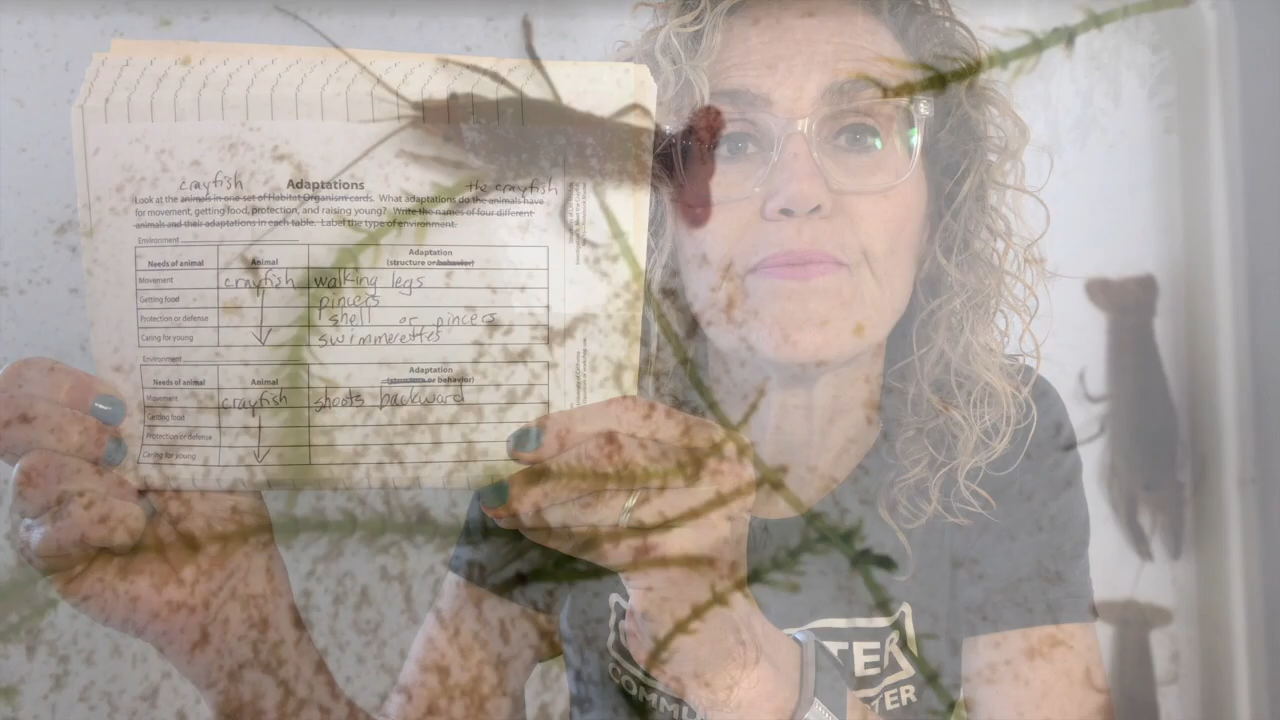 crayfish Adaptations the crayfish
Look at the animals in one set of Habitat Organism cards. What adaptations do the animals have
for movement, getting food, protection, and raising young? Write the names of four different
animals and their adaptations in each table. Label the type of environment.
Environment
Needs of animal Animal Adaptation (structure or behavior)
Movement crayfish walking legs
Getting food pincers
Protection or defense shell or pincers
Caring for young swimmerettes
Environment
Needs of animal Animal Adaptation (structure or behavior)
Movement crayfish shoots backward
Getting food
Protection or defense
Caring for young
TER
COMMU TER